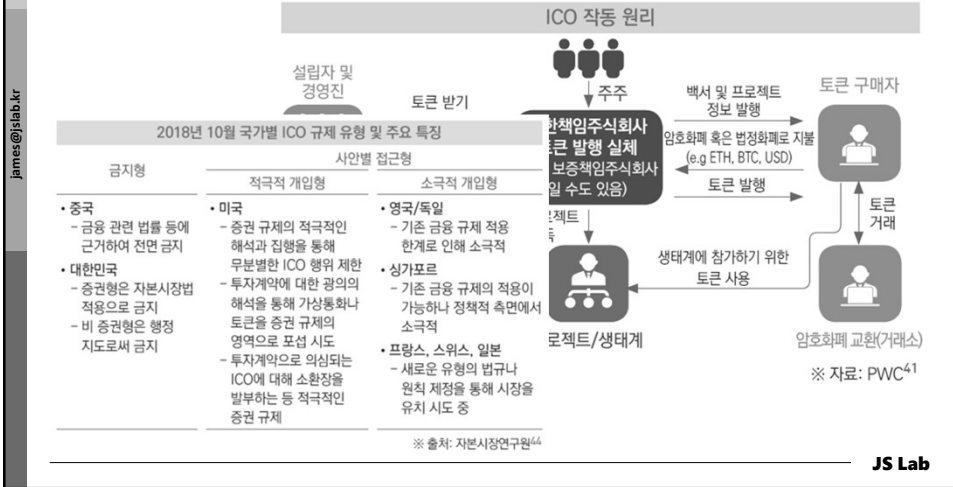 ICO 작동 원리
james@jslab.kr
설립자 및
경영진
토큰 받기
주주
백서 및 프로젝트
정보 발행
토큰 구매자
한책임주식회사
큰 발행 실체
보증책임주식회사
일 수도 있음)
암호화폐 혹은 법정화폐로 지불
(e.g ETH, BTC, USD)
토큰 발행
토큰
거래
생태계에 참가하기 위한
토큰 사용
로젝트/생태계
암호화폐 교환(거래소)
※ 자료: PWC41
2018년 10월 국가별 ICO 규제 유형 및 주요 특징
금지형
사안별 접근형
적극적 개입형
소극적 개입형
• 중국
– 금융 관련 법률 등에
근거하여 전면 금지
• 대한민국
– 증권형은 자본시장법
적용으로 금지
– 비 증권형은 행정
지도로써 금지
• 미국
– 증권 규제의 적극적인
해석과 집행을 통해
무분별한 ICO 행위 제한
– 투자계약에 대한 광의의
해석을 통해 가상통화나
토큰을 증권 규제의
영역으로 포섭 시도
– 투자계약으로 의심되는
ICO에 대해 소환장을
발부하는 등 적극적인
증권 규제
• 영국/독일
– 기존 금융 규제 적용
한계로 인해 소극적
• 싱가포르
– 기존 금융 규제의 적용이
가능하나 정책적 측면에서
소극적
• 프랑스, 스위스, 일본
– 새로운 유형의 법규나
원칙 제정을 통해 시장을
유치 시도 중
※ 출처: 자본시장연구원44
JS Lab